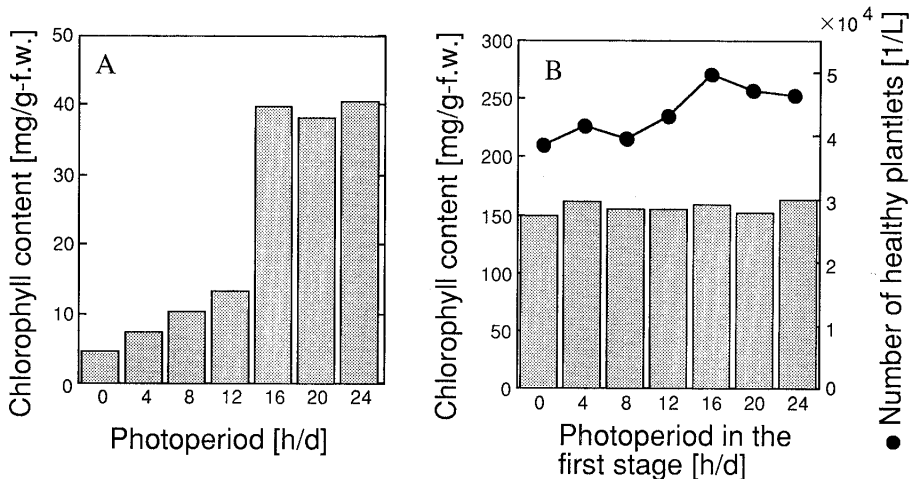 A
Chlorophyll content [mg/g-f.w.]
50
40
30
20
10
0
0 4 8 12 16 20 24
Photoperiod [h/d]
B
Chlorophyll content [mg/g-f.w.]
300
250
200
150
100
50
0
0 4 8 12 16 20 24
Photoperiod in the
first stage [h/d]
×10⁴
5
4
3
2
1
0
● Number of healthy plantlets [1/L]